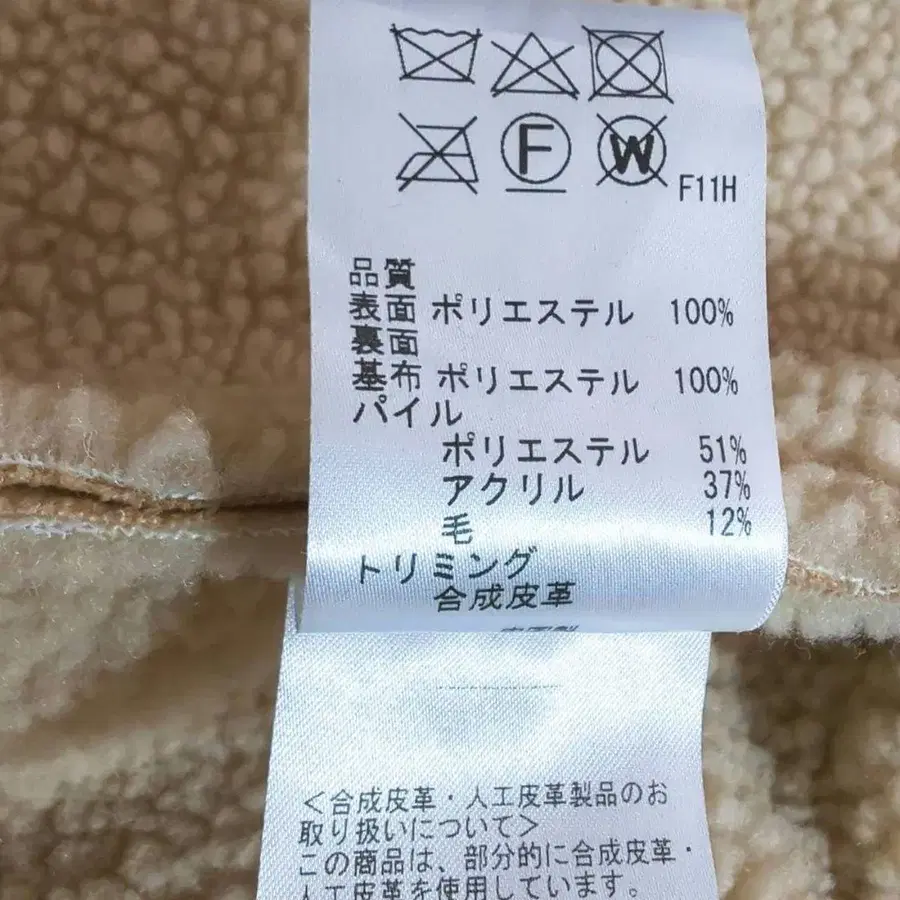 F
W
F11H
品質
表面 ポリエステル 100%
裏面
基布 ポリエステル 100%
パイル
ポリエステル 51%
アクリル 37%
毛 12%
トリミング
合成皮革
<合成皮革・人工皮革製品のお
取り扱いについて>
この商品は、部分的に合成皮革・
人工皮革を使用しています。